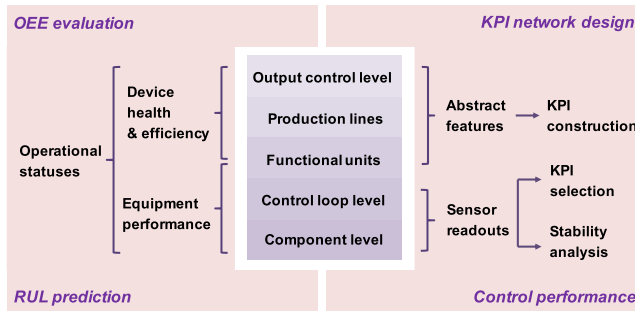 OEE evaluation
KPI network design
Operational
statuses
Device
health
& efficiency
Equipment
performance
Output control level
Production lines
Functional units
Control loop level
Component level
Abstract
features
KPI
construction
Sensor
readouts
KPI
selection
Stability
analysis
RUL prediction
Control performance